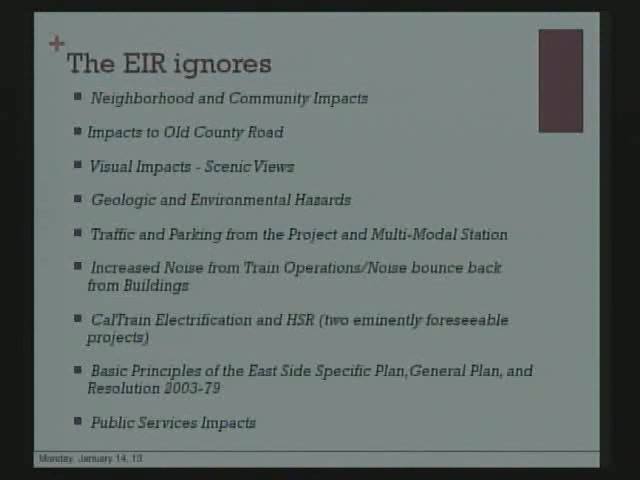 +
The EIR ignores
Neighborhood and Community Impacts
Impacts to Old County Road
Visual Impacts - Scenic Views
Geologic and Environmental Hazards
Traffic and Parking from the Project and Multi-Modal Station
Increased Noise from Train Operations/Noise bounce back
from Buildings
CalTrain Electrification and HSR (two eminently foreseeable
projects)
Basic Principles of the East Side Specific Plan, General Plan, and
Resolution 2003-79
Public Services Impacts
Monday, January 14, 13